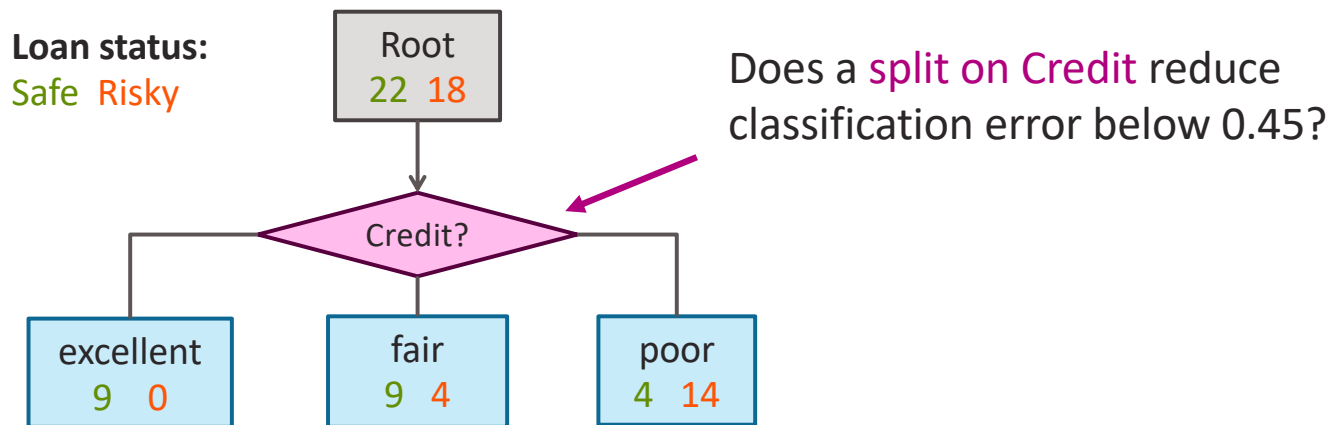 Loan status:
Safe Risky
Root
22 18
Does a split on Credit reduce
classification error below 0.45?
Credit?
excellent
9 0
fair
9 4
poor
4 14